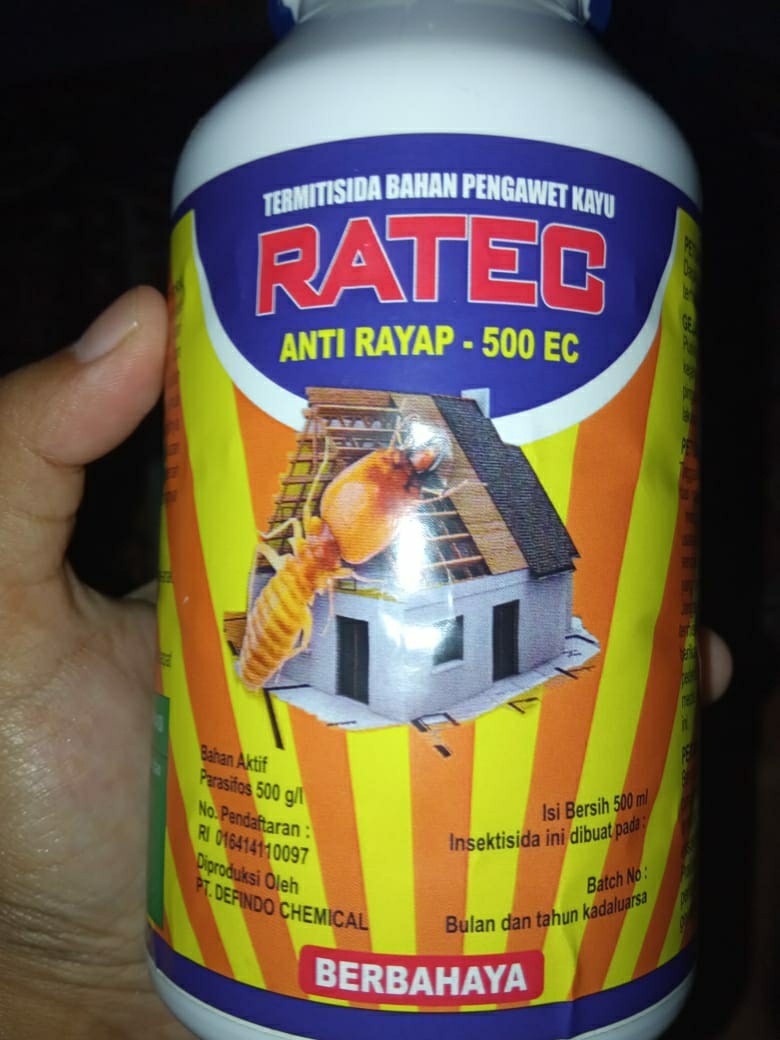 TERMITISIDA BAHAN PENGAWET KAYU
RATEC
ANTI RAYAP - 500 EC
Bahan Aktif
Parasifos 500 g/l
No. Pendaftaran :
RI 016414110097
Diproduksi Oleh
PT. DEFINDO CHEMICAL
Isi Bersih 500 ml
Insektisida ini dibuat pada :
Batch No :
Bulan dan tahun kadaluarsa
BERBAHAYA